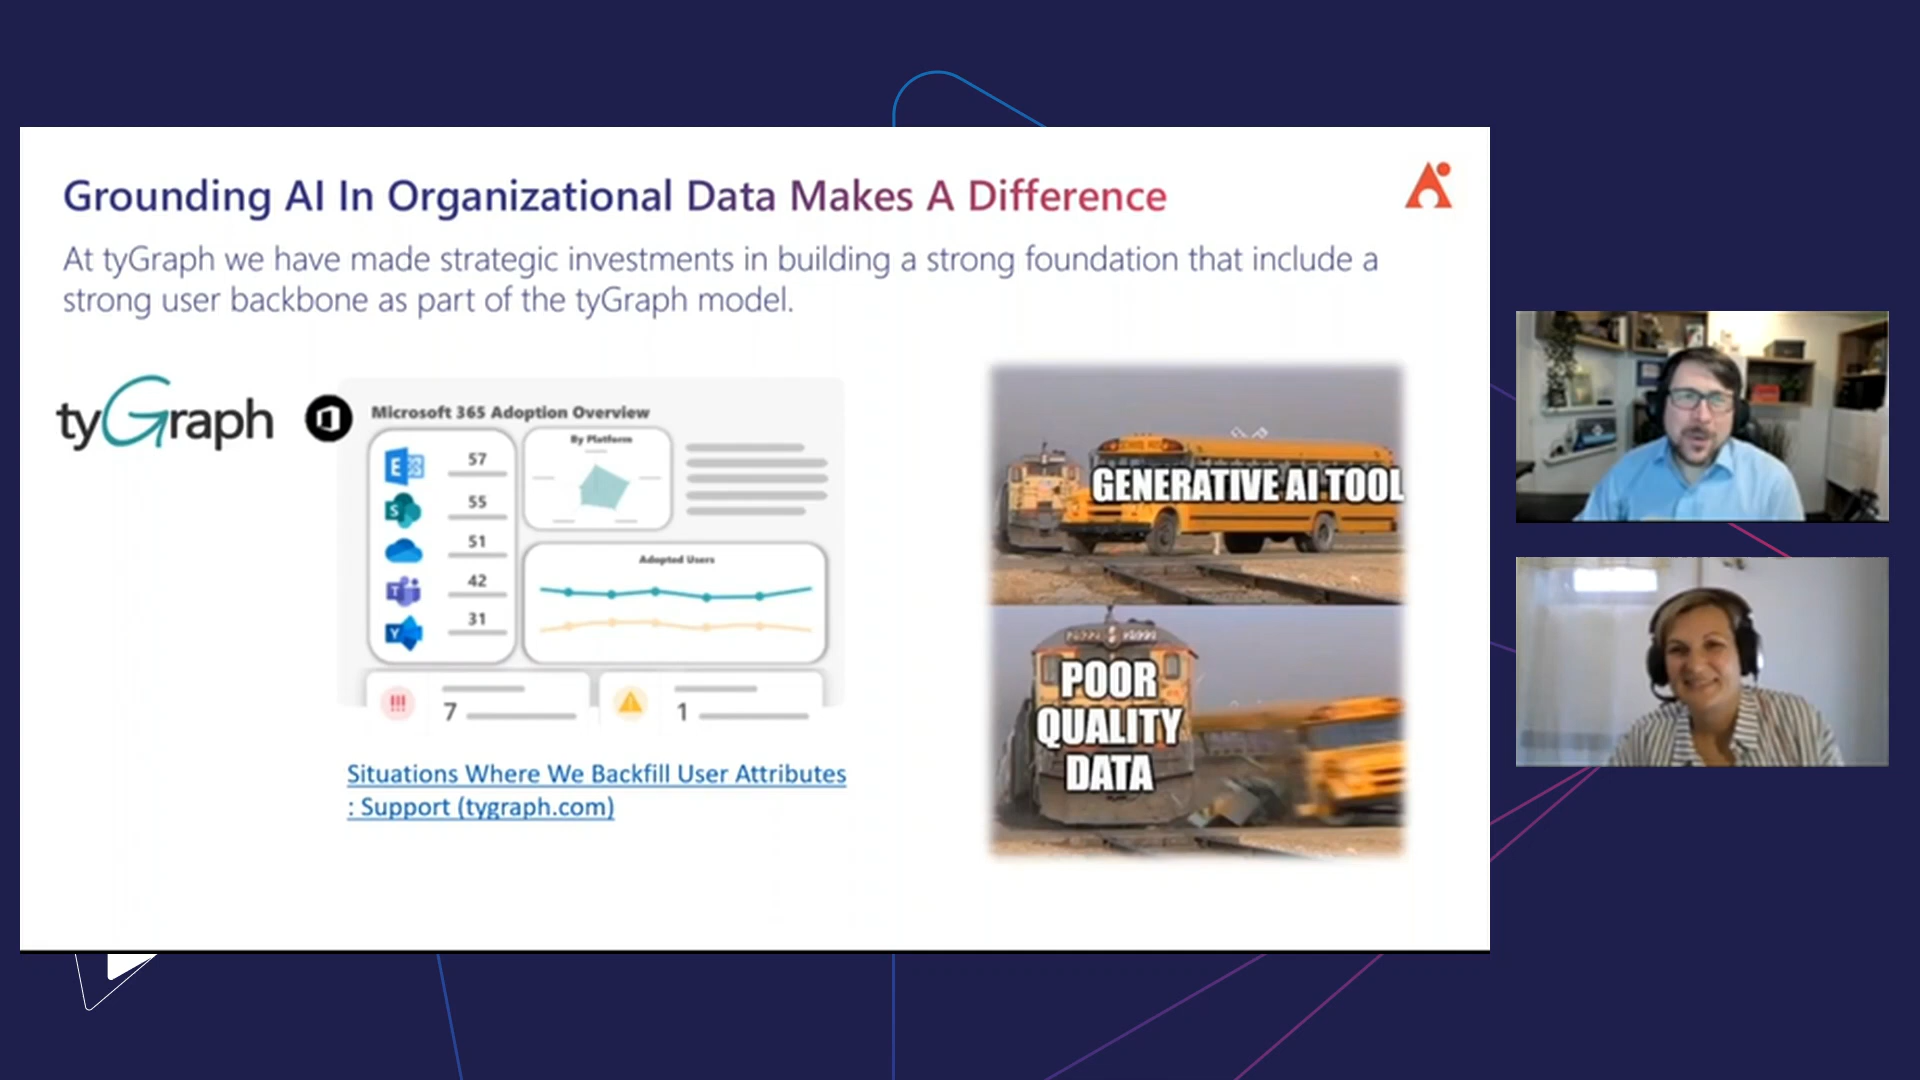 Grounding AI In Organizational Data Makes A Difference
At tyGraph we have made strategic investments in building a strong foundation that include a
strong user backbone as part of the tyGraph model.
tyGraph
Microsoft 365 Adoption Overview
E
57
S
55
51
T
42
Y
31
By Platform
Adopted Users
!!!
7
1
Situations Where We Backfill User Attributes
: Support (tygraph.com)
GENERATIVE AI TOOL
POOR
QUALITY
DATA